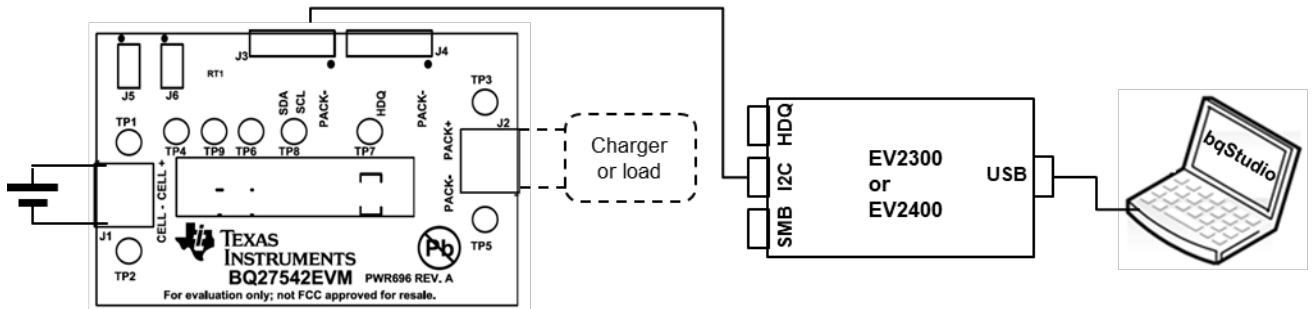 J3
J4
J5
J6
RT1
SDA
SCL
PACK-
HDQ
PACK-
TP3
TP1
TP4
TP9
TP6
TP8
TP7
J2
PACK+
PACK-
CELL +
CELL -
J1
TP2
TP5
TEXAS
INSTRUMENTS
Pb
BQ27542EVM PWR696 REV. A
For evaluation only; not FCC approved for resale.
Charger
or load
HDQ
I2C
SMB
EV2300
or
EV2400
USB
bqStudio